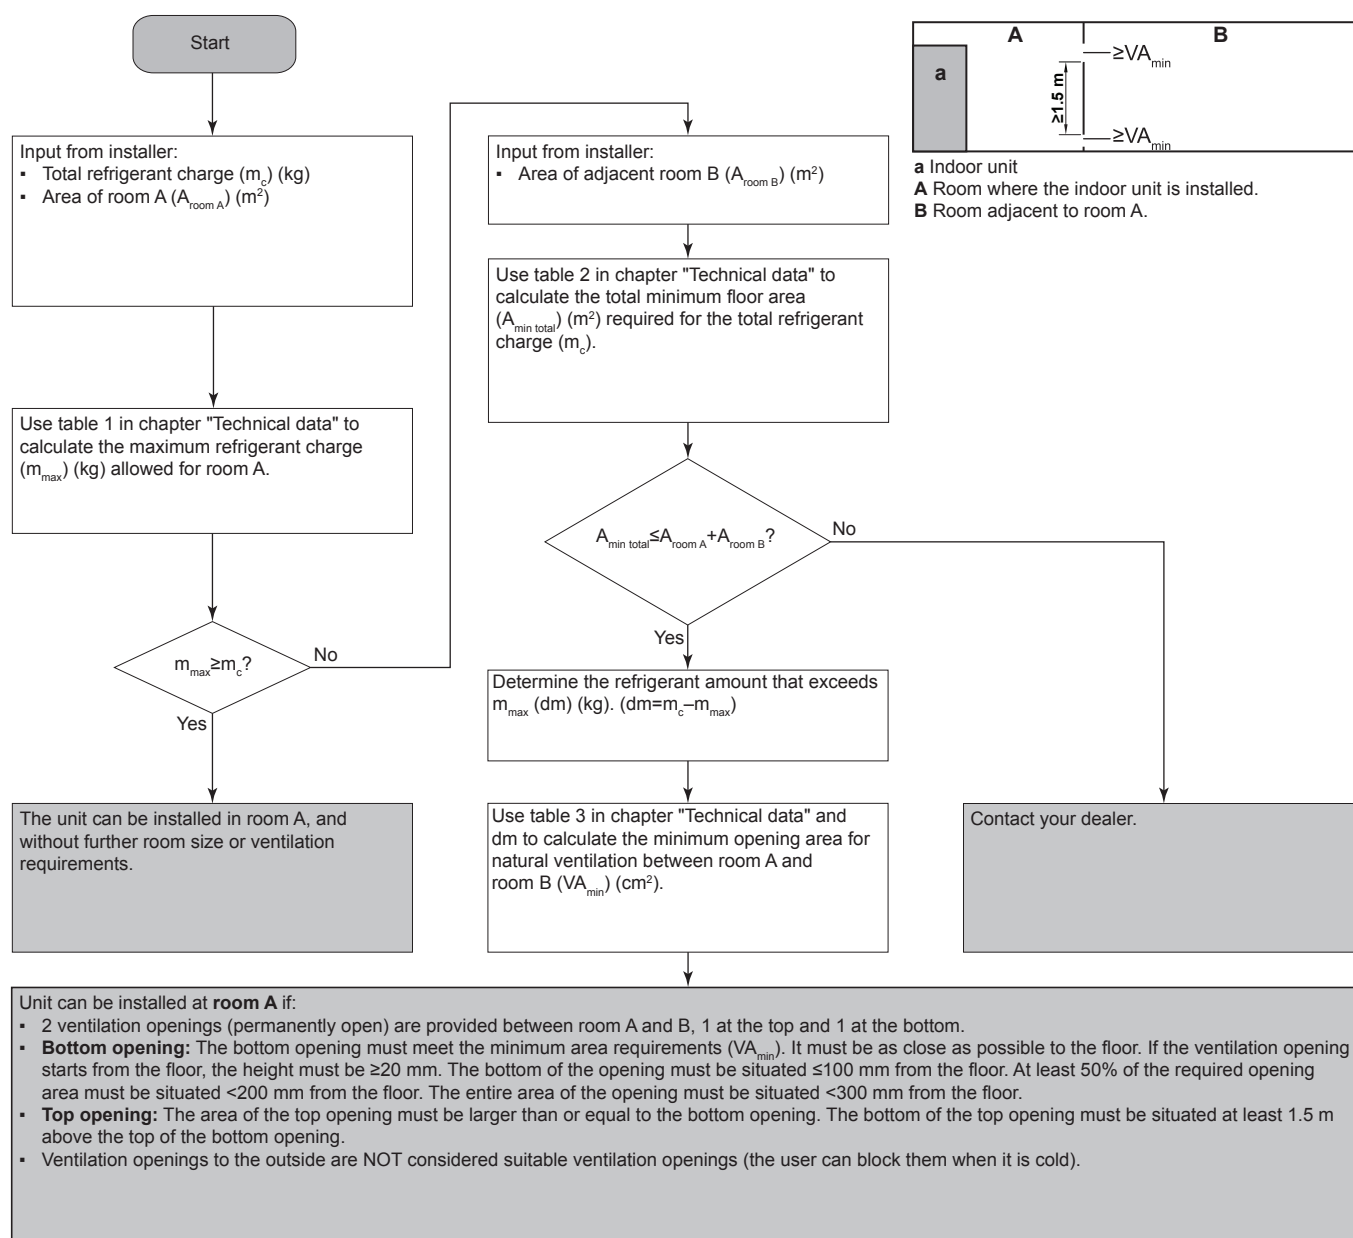 Start
Input from installer:
▪ Total refrigerant charge (mc) (kg)
▪ Area of room A (Aroom A) (m²)
Use table 1 in chapter "Technical data" to
calculate the maximum refrigerant charge
(mmax) (kg) allowed for room A.
mmax≥mc?
No
Yes
The unit can be installed in room A, and
without further room size or ventilation
requirements.
Input from installer:
▪ Area of adjacent room B (Aroom B) (m²)
Use table 2 in chapter "Technical data" to
calculate the total minimum floor area
(Amin total) (m²) required for the total refrigerant
charge (mc).
Amin total≤Aroom A+Aroom B?
No
Yes
Determine the refrigerant amount that exceeds
mmax (dm) (kg). (dm=mc–mmax)
Use table 3 in chapter "Technical data" and
dm to calculate the minimum opening area for
natural ventilation between room A and
room B (VAmin) (cm²).
Contact your dealer.
A
B
a
≥VAmin
≥1.5 m
≥VAmin
a Indoor unit
A Room where the indoor unit is installed.
B Room adjacent to room A.
Unit can be installed at room A if:
▪ 2 ventilation openings (permanently open) are provided between room A and B, 1 at the top and 1 at the bottom.
▪ Bottom opening: The bottom opening must meet the minimum area requirements (VAmin). It must be as close as possible to the floor. If the ventilation opening
starts from the floor, the height must be ≥20 mm. The bottom of the opening must be situated ≤100 mm from the floor. At least 50% of the required opening
area must be situated <200 mm from the floor. The entire area of the opening must be situated <300 mm from the floor.
▪ Top opening: The area of the top opening must be larger than or equal to the bottom opening. The bottom of the top opening must be situated at least 1.5 m
above the top of the bottom opening.
▪ Ventilation openings to the outside are NOT considered suitable ventilation openings (the user can block them when it is cold).